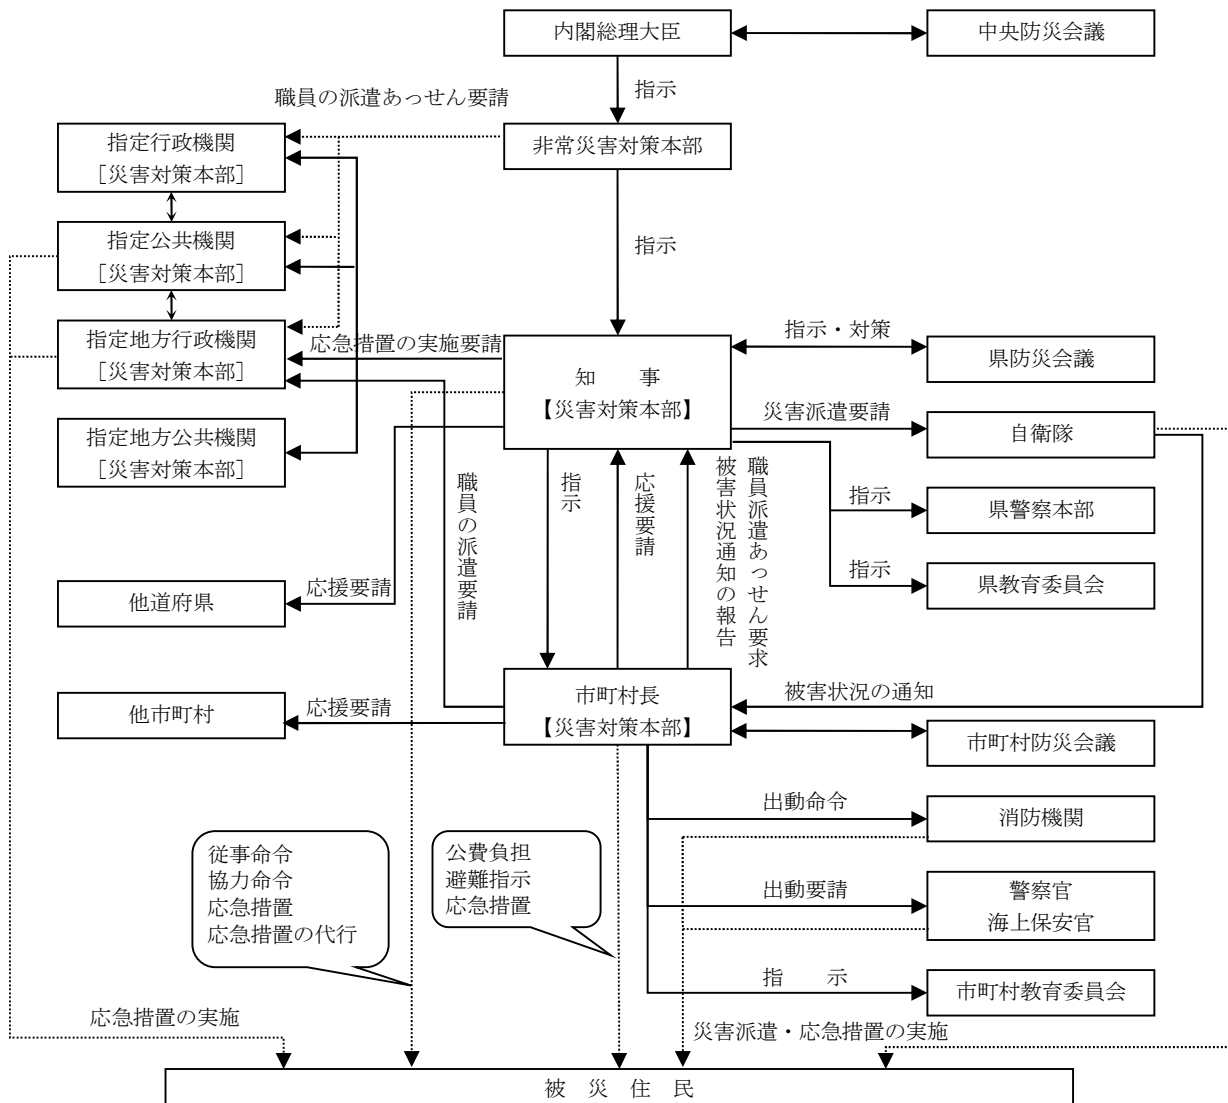 内閣総理大臣
中央防災会議
指示
職員の派遣あっせん要請
指定行政機関
[災害対策本部]
非常災害対策本部
指定公共機関
[災害対策本部]
指示
指定地方行政機関
[災害対策本部]
応急措置の実施要請
知　事
【災害対策本部】
指示・対策
県防災会議
災害派遣要請
自衛隊
指定地方公共機関
[災害対策本部]
職員の派遣要請
指示
応援要請
職員派遣あっせん要求
被害状況通知の報告
指示
県警察本部
指示
県教育委員会
他道府県
応援要請
市町村長
【災害対策本部】
被害状況の通知
他市町村
応援要請
市町村防災会議
出動命令
消防機関
従事命令
協力命令
応急措置
応急措置の代行
公費負担
避難指示
応急措置
出動要請
警察官
海上保安官
指　示
市町村教育委員会
応急措置の実施
災害派遣・応急措置の実施
被　災　住　民